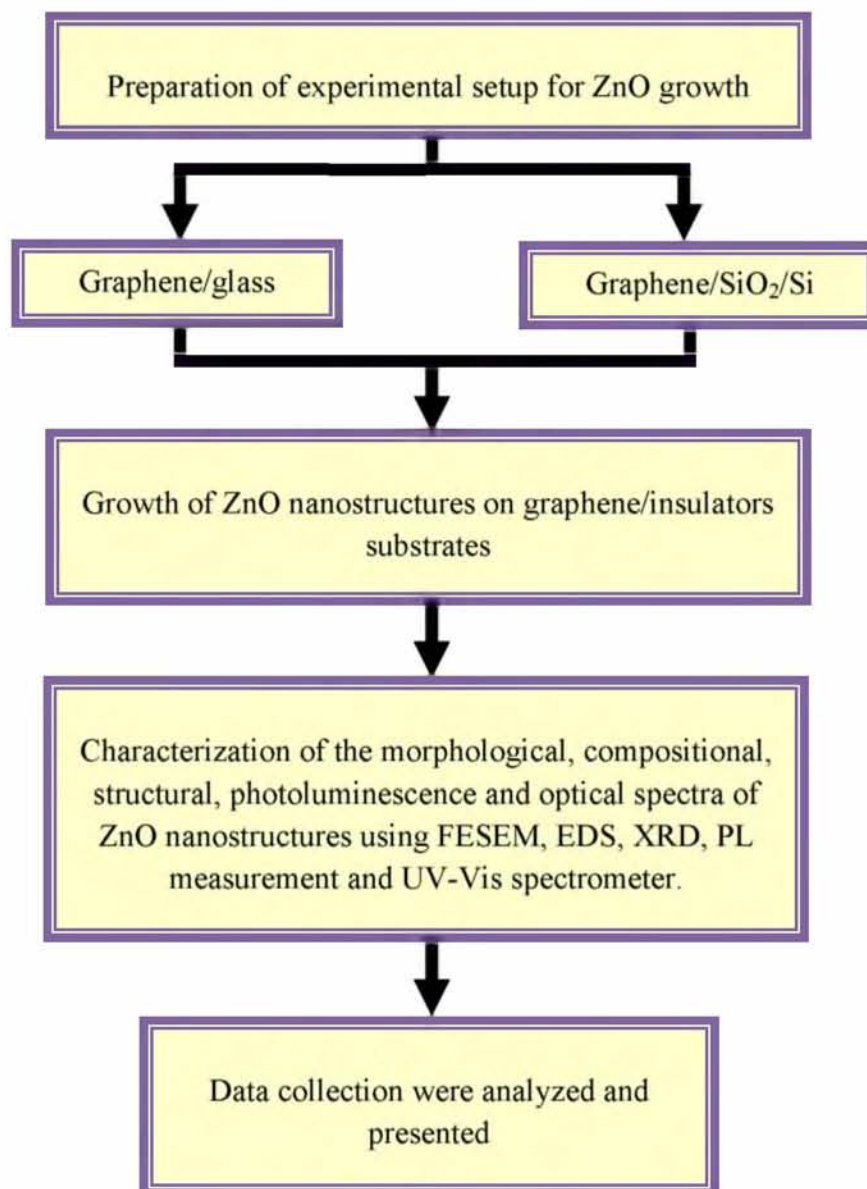 Preparation of experimental setup for ZnO growth
Graphene/glass
Graphene/SiO₂/Si
Growth of ZnO nanostructures on graphene/insulators
substrates
Characterization of the morphological, compositional,
structural, photoluminescence and optical spectra of
ZnO nanostructures using FESEM, EDS, XRD, PL
measurement and UV-Vis spectrometer.
Data collection were analyzed and
presented